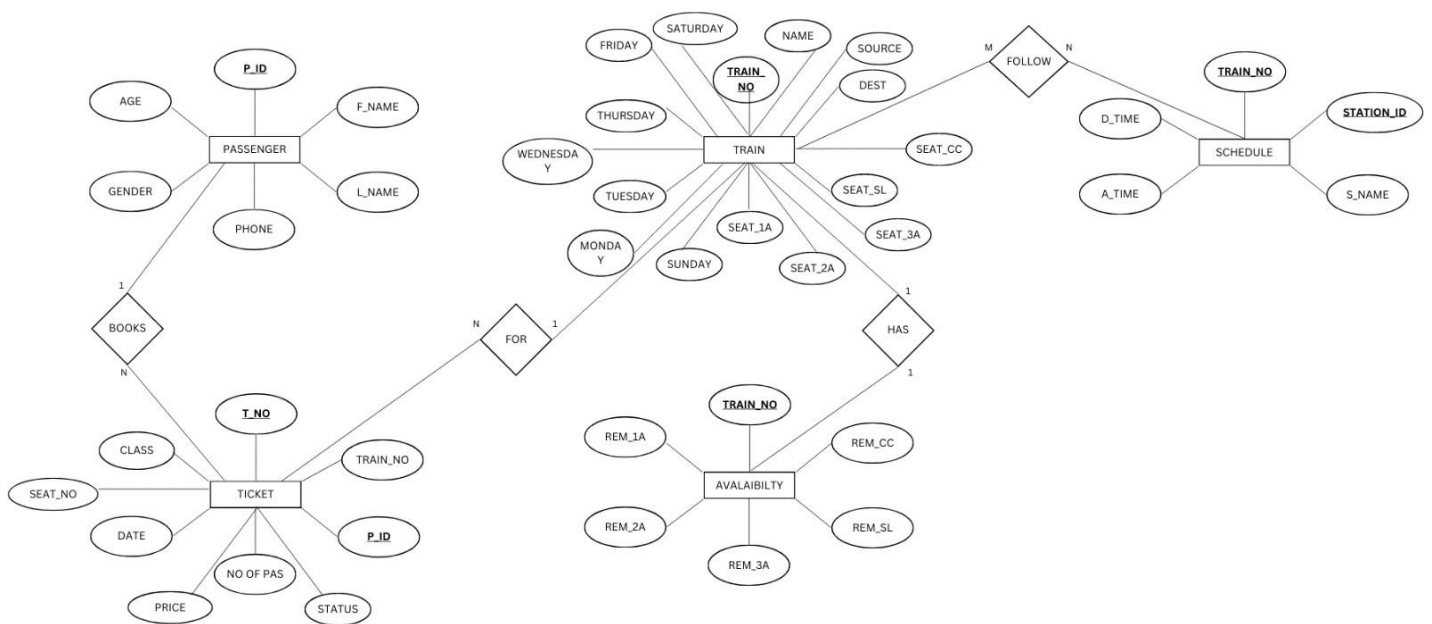 SATURDAY
NAME
FRIDAY
SOURCE
M
N
FOLLOW
P_ID
TRAIN_
NO
TRAIN_NO
DEST
AGE
F_NAME
STATION_ID
THURSDAY
D_TIME
PASSENGER
TRAIN
SEAT_CC
SCHEDULE
WEDNESDA
Y
GENDER
L_NAME
TUESDAY
SEAT_SL
A_TIME
S_NAME
PHONE
SEAT_1A
SEAT_3A
MONDA
Y
SUNDAY
SEAT_2A
1
1
N
1
BOOKS
FOR
HAS
N
1
T_NO
TRAIN_NO
REM_1A
REM_CC
CLASS
TRAIN_NO
SEAT_NO
TICKET
AVALAIBILTY
DATE
P_ID
REM_2A
REM_SL
NO OF PAS
REM_3A
PRICE
STATUS